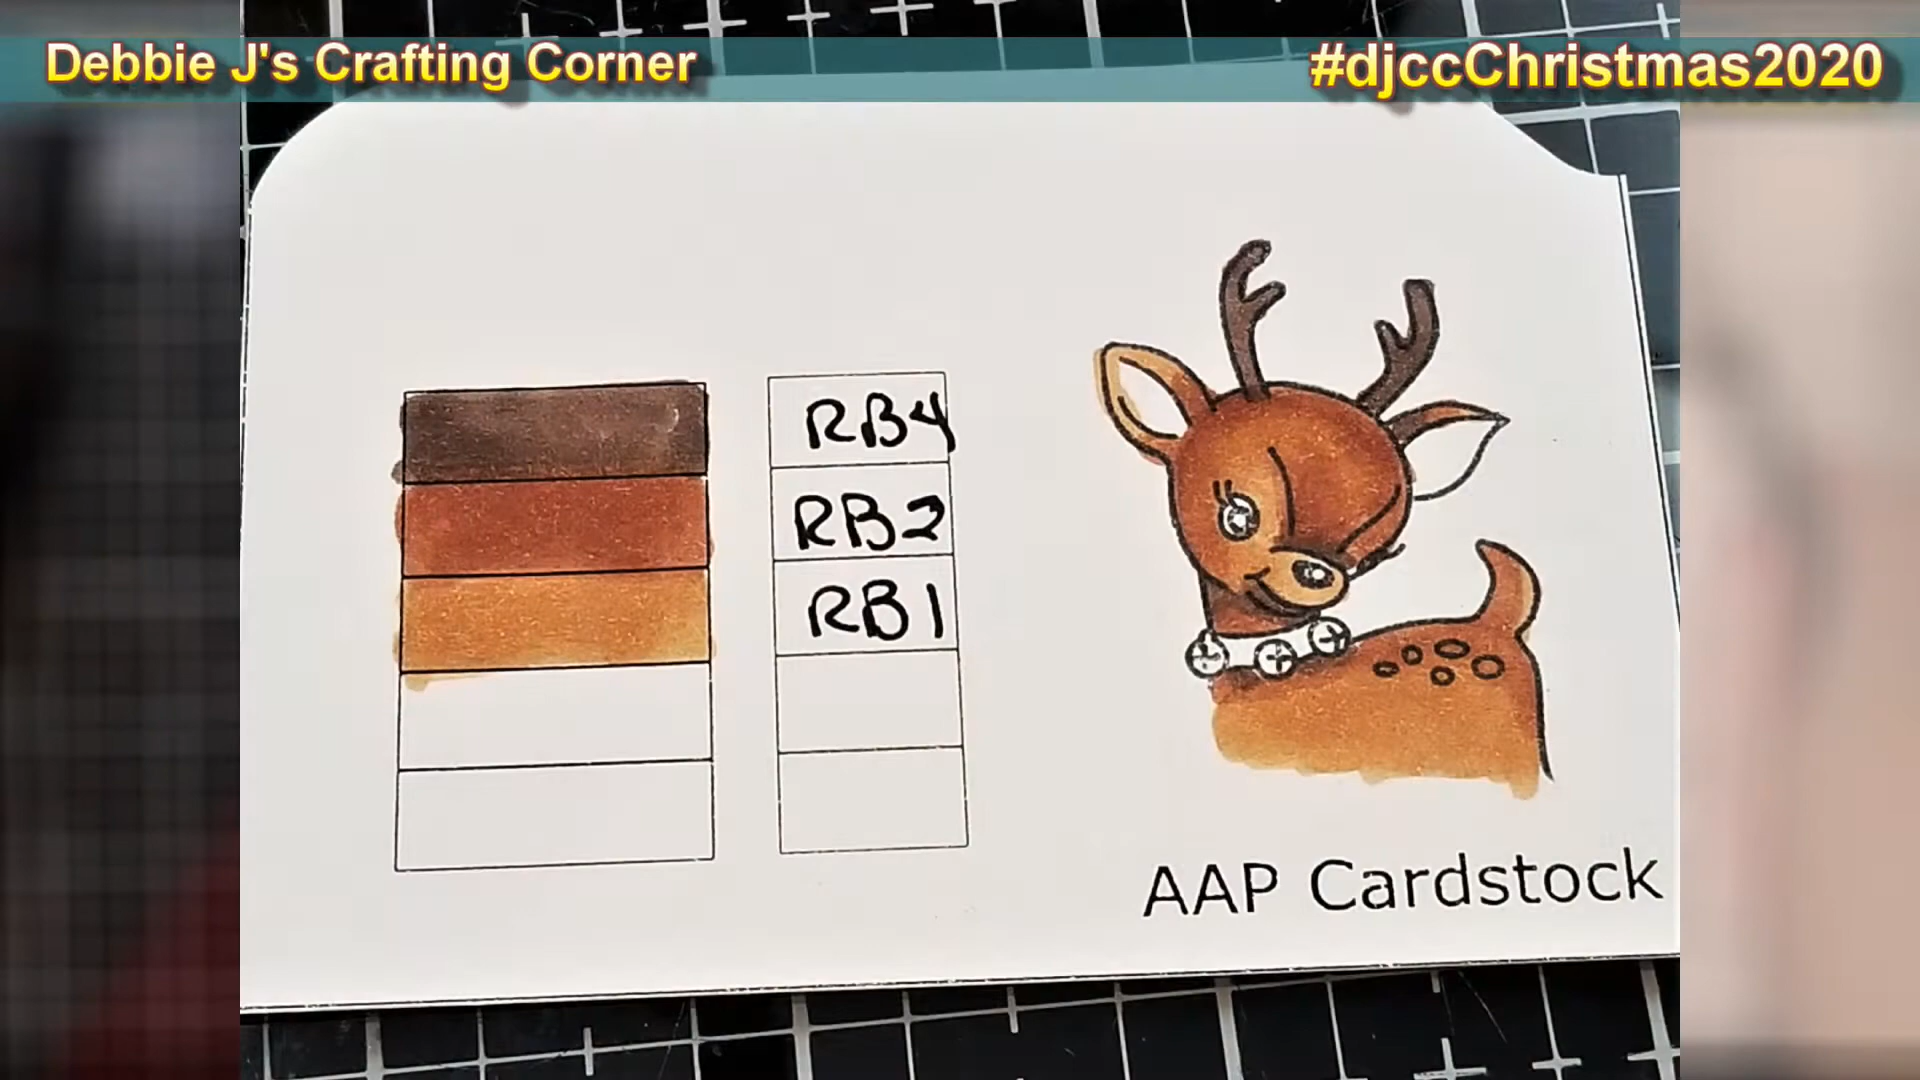 Debbie J's Crafting Corner
#djccChristmas2020
RB4
RB2
RB1
AAP Cardstock